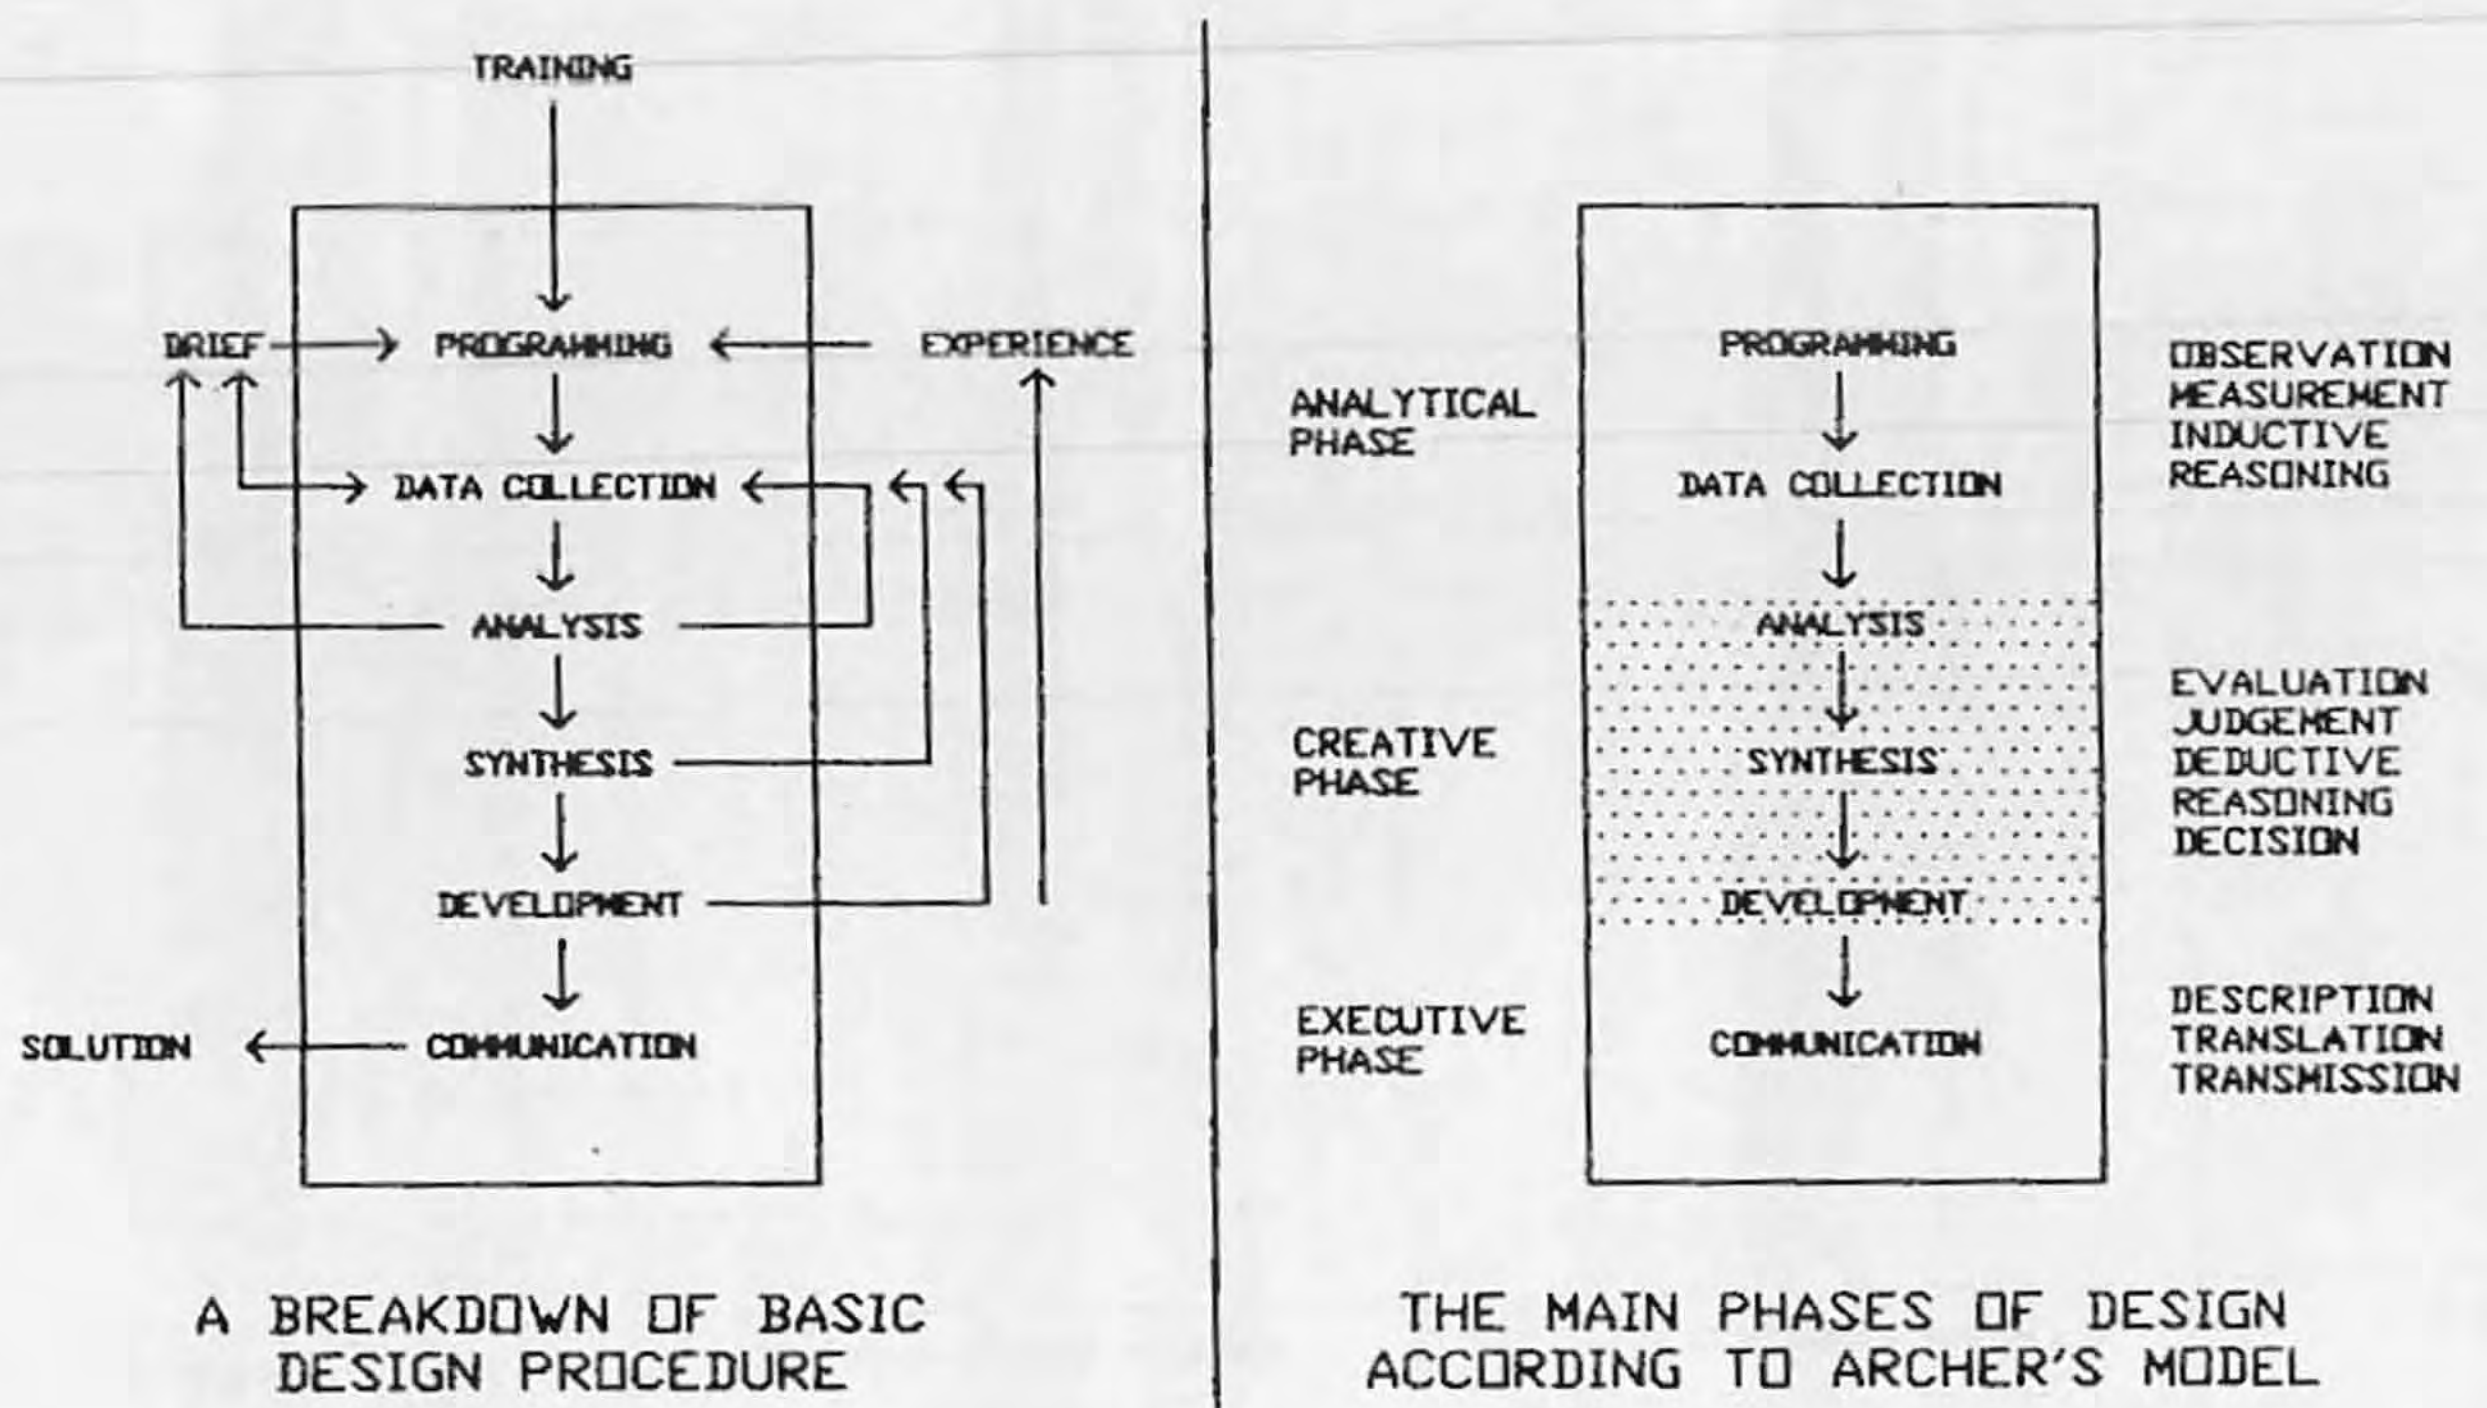 TRAINING
BRIEF
PROGRAMMING
EXPERIENCE
DATA COLLECTION
ANALYSIS
SYNTHESIS
DEVELOPMENT
SOLUTION
COMMUNICATION
A BREAKDOWN OF BASIC
DESIGN PROCEDURE
ANALYTICAL
PHASE
CREATIVE
PHASE
EXECUTIVE
PHASE
PROGRAMMING
DATA COLLECTION
ANALYSIS
SYNTHESIS
DEVELOPMENT
COMMUNICATION
OBSERVATION
MEASUREMENT
INDUCTIVE
REASONING
EVALUATION
JUDGEMENT
DEDUCTIVE
REASONING
DECISION
DESCRIPTION
TRANSLATION
TRANSMISSION
THE MAIN PHASES OF DESIGN
ACCORDING TO ARCHER'S MODEL